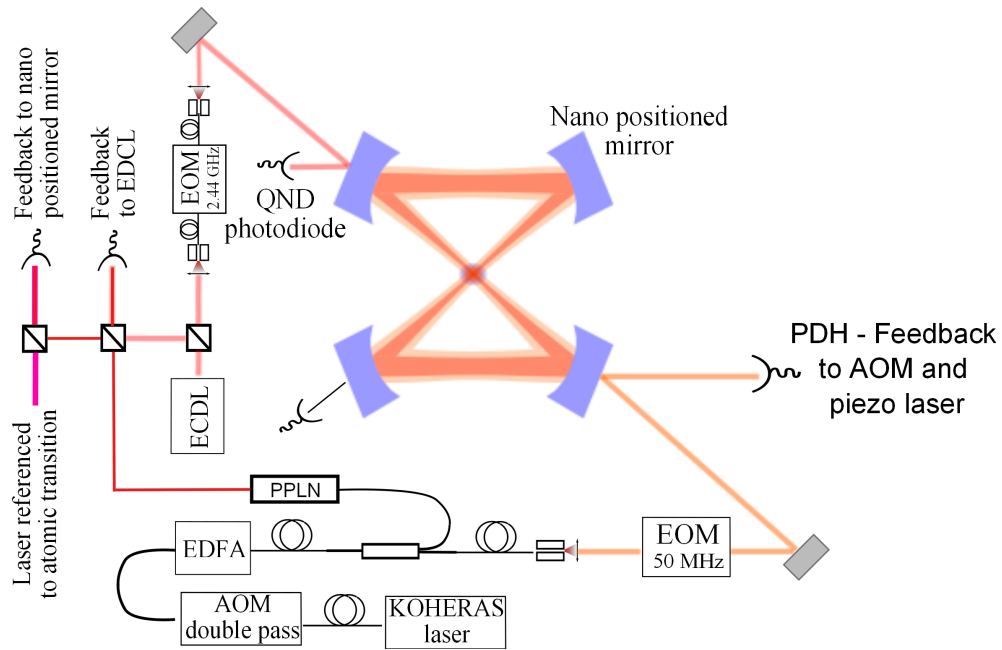 Feedback to nano
positioned mirror
Feedback
to EDCL
EOM
2.44 GHz
QND
photodiode
Nano positioned
mirror
ECDL
Laser referenced
to atomic transition
PDH - Feedback
to AOM and
piezo laser
PPLN
EDFA
EOM
50 MHz
AOM
double pass
KOHERAS
laser